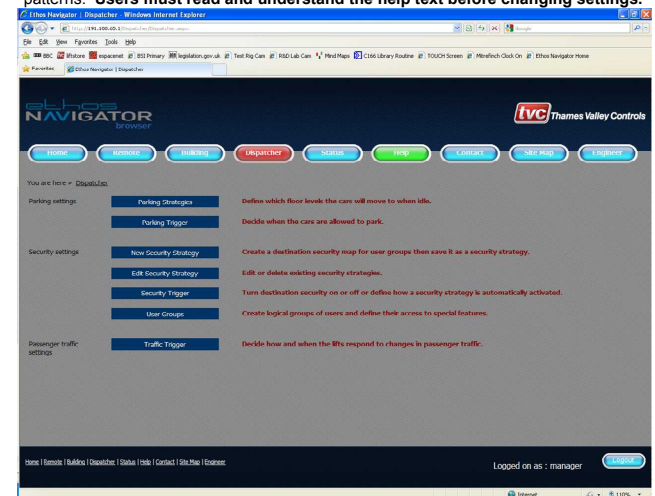 patterns. Users must read and understand the help text before changing settings.
Ethos Navigator | Dispatcher - Windows Internet Explorer
http://191.100.60.1/Dispatcher/Dispatcher.aspx
Google
File Edit View Favorites Tools Help
BBC liftstore espacenet BSI Primary legislation.gov.uk Test Rig Cam R&D Lab Cam Mind Maps C166 Library Routine TOUCH Screen Mitrefinch Clock On Ethos Navigator Home
Favorites Ethos Navigator | Dispatcher
ethos
NAVIGATOR
browser
tvc Thames Valley Controls
Home Remote Building Dispatcher Status Help Contact Site Map Engineer
You are here » Dispatcher
Parking settings Parking Strategies Define which floor levels the cars will move to when idle.
Parking Trigger Decide when the cars are allowed to park.
Security settings New Security Strategy Create a destination security map for user groups then save it as a security strategy.
Edit Security Strategy Edit or delete existing security strategies.
Security Trigger Turn destination security on or off or define how a security strategy is automatically activated.
User Groups Create logical groups of users and define their access to special features.
Passenger traffic settings Traffic Trigger Decide how and when the lifts respond to changes in passenger traffic.
Home | Remote | Building | Dispatcher | Status | Help | Contact | Site Map | Engineer
Logged on as : manager Logout
Internet 110%